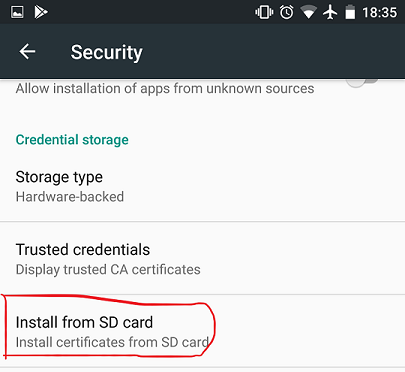 18:35
Security
Allow installation of apps from unknown sources
Credential storage
Storage type
Hardware-backed
Trusted credentials
Display trusted CA certificates
Install from SD card
Install certificates from SD card